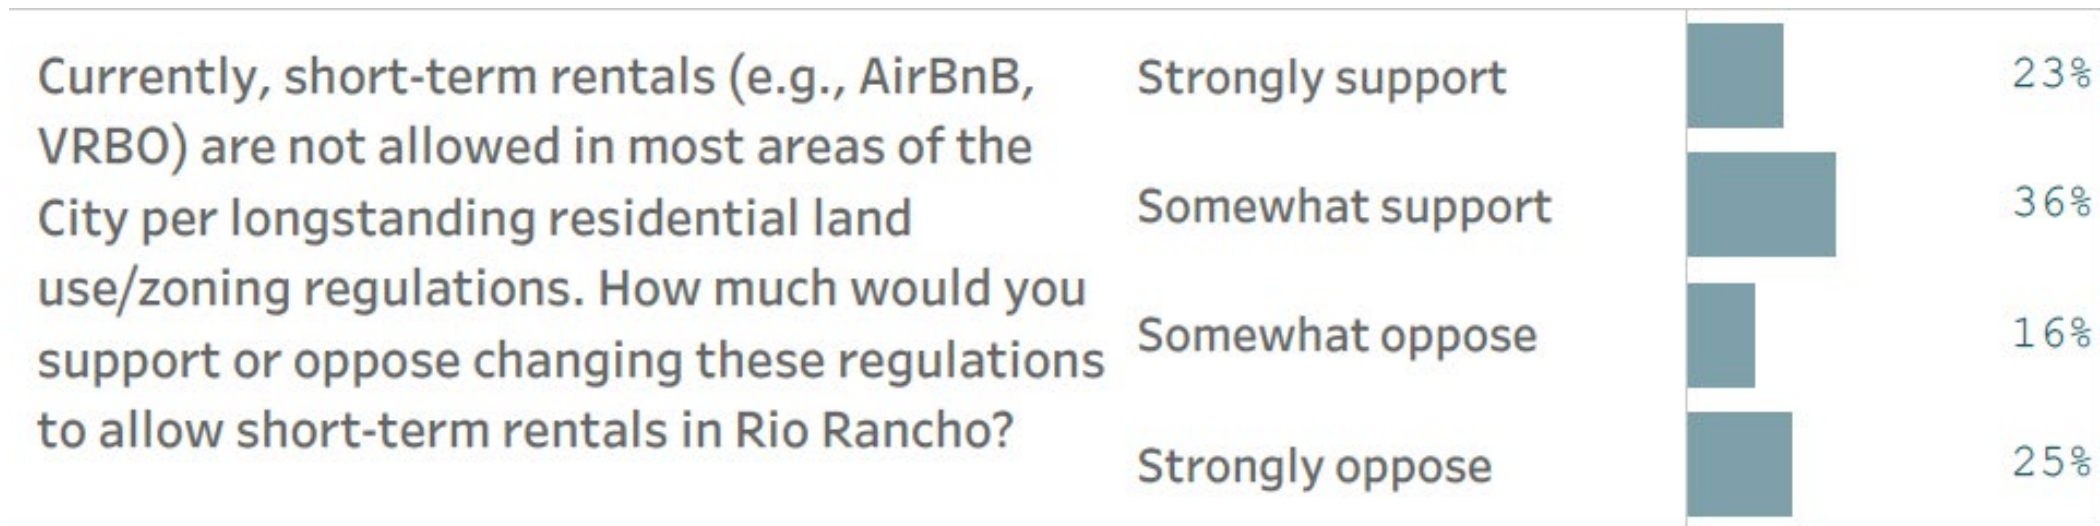 Currently, short-term rentals (e.g., AirBnB,
VRBO) are not allowed in most areas of the
City per longstanding residential land
use/zoning regulations. How much would you
support or oppose changing these regulations
to allow short-term rentals in Rio Rancho?
Strongly support 23%
Somewhat support 36%
Somewhat oppose 16%
Strongly oppose 25%